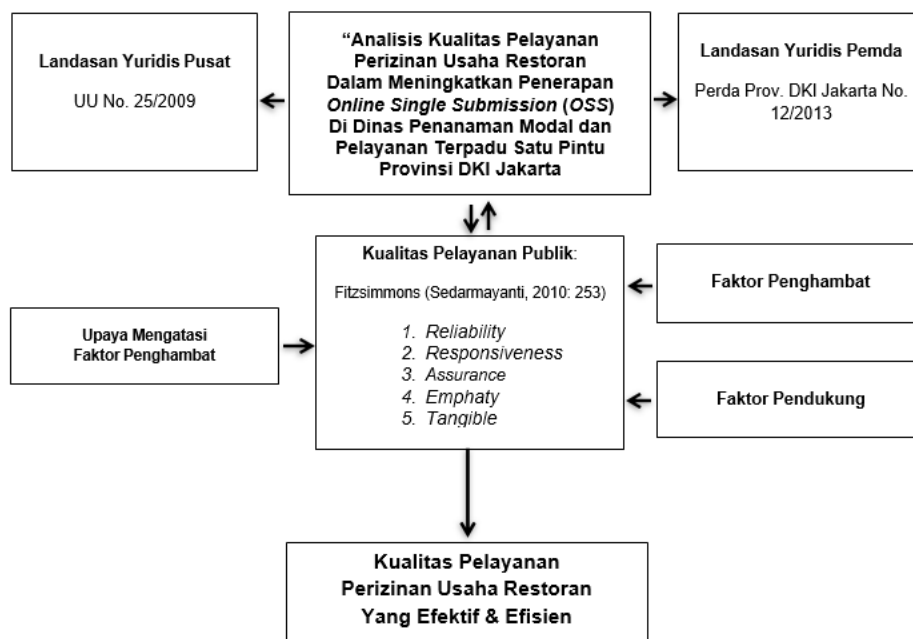 Landasan Yuridis Pusat
UU No. 25/2009
“Analisis Kualitas Pelayanan
Perizinan Usaha Restoran
Dalam Meningkatkan Penerapan
Online Single Submission (OSS)
Di Dinas Penanaman Modal dan
Pelayanan Terpadu Satu Pintu
Provinsi DKI Jakarta
Landasan Yuridis Pemda
Perda Prov. DKI Jakarta No.
12/2013
Kualitas Pelayanan Publik:
Fitzsimmons (Sedarmayanti, 2010: 253)
1. Reliability
2. Responsiveness
3. Assurance
4. Emphaty
5. Tangible
Upaya Mengatasi
Faktor Penghambat
Faktor Penghambat
Faktor Pendukung
Kualitas Pelayanan
Perizinan Usaha Restoran
Yang Efektif & Efisien